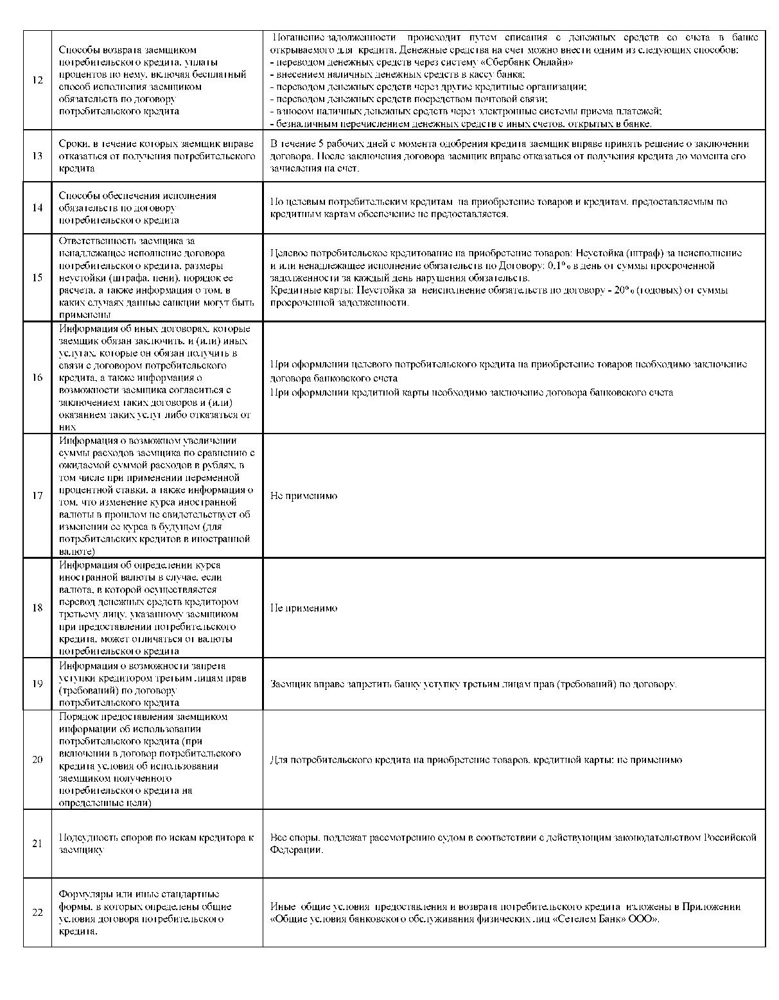 12
Способы возврата заемщиком
потребительского кредита, уплаты
процентов по нему, включая бесплатный
способ исполнения заемщиком
обязательств по договору
потребительского кредита
Погашение задолженности происходит путем списания с денежных средств со счета в банке
открываемого для кредита. Денежные средства на счет можно внести одним из следующих способов:
- переводом денежных средств через систему «Сбербанк Онлайн»
- внесением наличных денежных средств в кассу банка;
- переводом денежных средств через другие кредитные организации;
- переводом денежных средств посредством почтовой связи;
- взносом наличных денежных средств через электронные системы приема платежей;
- безналичным перечислением денежных средств с иных счетов, открытых в банке.
13
Сроки, в течение которых заемщик вправе
отказаться от получения потребительского
кредита
В течение 5 рабочих дней с момента одобрения кредита заемщик вправе принять решение о заключении
договора. После заключения договора заемщик вправе отказаться от получения кредита до момента его
зачисления на счет.
14
Способы обеспечения исполнения
обязательств по договору
потребительского кредита
По целевым потребительским кредитам на приобретение товаров и кредитам, предоставляемым по
кредитным картам обеспечение не предоставляется.
15
Ответственность заемщика за
ненадлежащее исполнение договора
потребительского кредита, размеры
неустойки (штрафа, пени), порядок ее
расчета, а также информация о том, в
каких случаях данные санкции могут быть
применены
Целевое потребительское кредитование на приобретение товаров: Неустойка (штраф) за неисполнение
и или ненадлежащее исполнение обязательств по Договору: 0,1% в день от суммы просроченной
задолженности за каждый день нарушения обязательств.
Кредитные карты: Неустойка за неисполнение обязательств по договору - 20% (годовых) от суммы
просроченной задолженности.
16
Информация об иных договорах, которые
заемщик обязан заключить, и (или) иных
услугах, которые он обязан получить в
связи с договором потребительского
кредита, а также информация о
возможности заемщика согласиться с
заключением таких договоров и (или)
оказанием таких услуг либо отказаться от
них
При оформлении целевого потребительского кредита на приобретение товаров необходимо заключение
договора банковского счета
При оформлении кредитной карты необходимо заключение договора банковского счета
17
Информация о возможном увеличении
суммы расходов заемщика по сравнению с
ожидаемой суммой расходов в рублях, в
том числе при применении переменной
процентной ставки, а также информация о
том, что изменение курса иностранной
валюты в прошлом не свидетельствует об
изменении ее курса в будущем (для
потребительских кредитов в иностранной
валюте)
Не применимо
18
Информация об определении курса
иностранной валюты в случае, если
валюта, в которой осуществляется
перевод денежных средств кредитором
третьему лицу, указанному заемщиком
при предоставлении потребительского
кредита, может отличаться от валюты
потребительского кредита
Не применимо
19
Информация о возможности запрета
уступки кредитором третьим лицам прав
(требований) по договору
потребительского кредита
Заемщик вправе запретить банку уступку третьим лицам прав (требований) по договору.
20
Порядок предоставления заемщиком
информации об использовании
потребительского кредита (при
включении в договор потребительского
кредита условия об использовании
заемщиком полученного
потребительского кредита на
определенные цели)
Для потребительского кредита на приобретение товаров, кредитной карты: не применимо
21
Подсудность споров по искам кредитора к
заемщику
Все споры, подлежат рассмотрению судом в соответствии с действующим законодательством Российской
Федерации.
22
Формуляры или иные стандартные
формы, в которых определены общие
условия договора потребительского
кредита.
Иные общие условия предоставления и возврата потребительского кредита изложены в Приложении
«Общие условия банковского обслуживания физических лиц «Сетелем Банк» ООО».